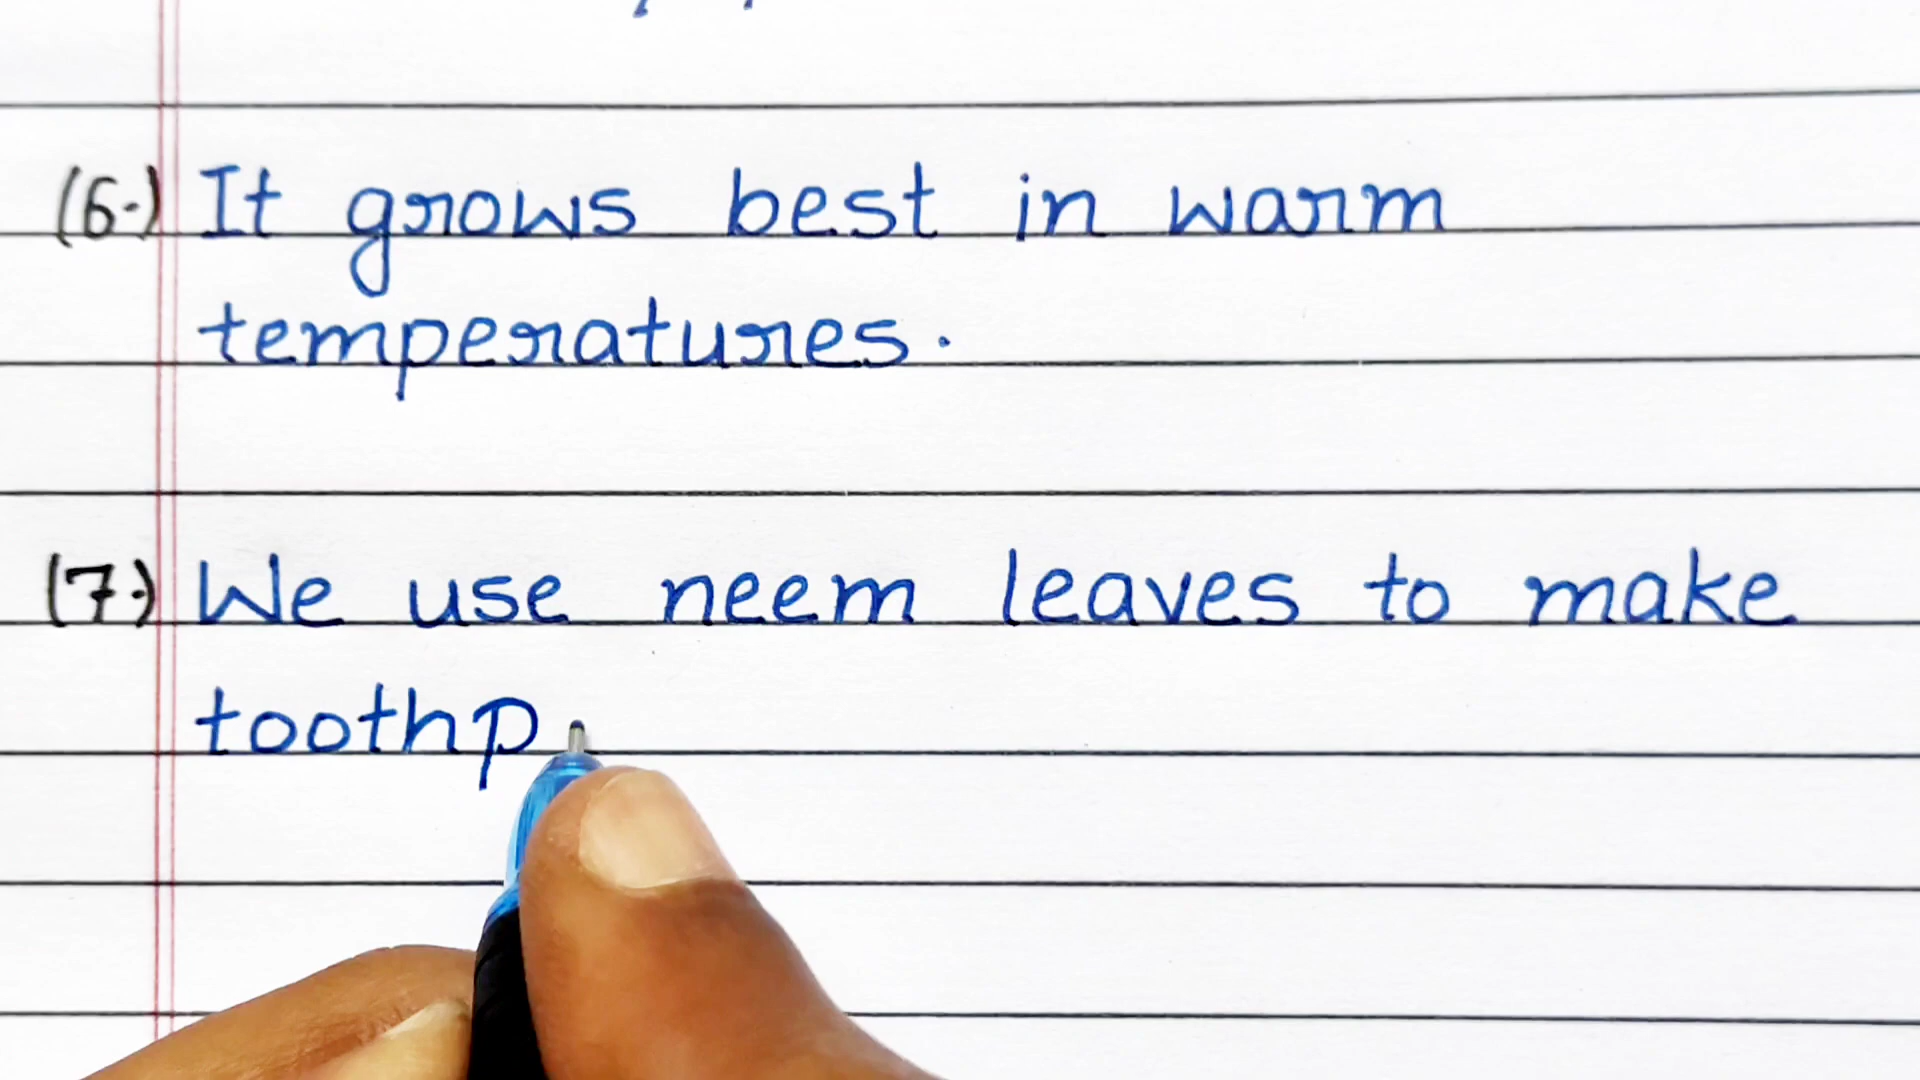 (6.) It grows best in warm
temperatures.
(7.) We use neem leaves to make
toothp